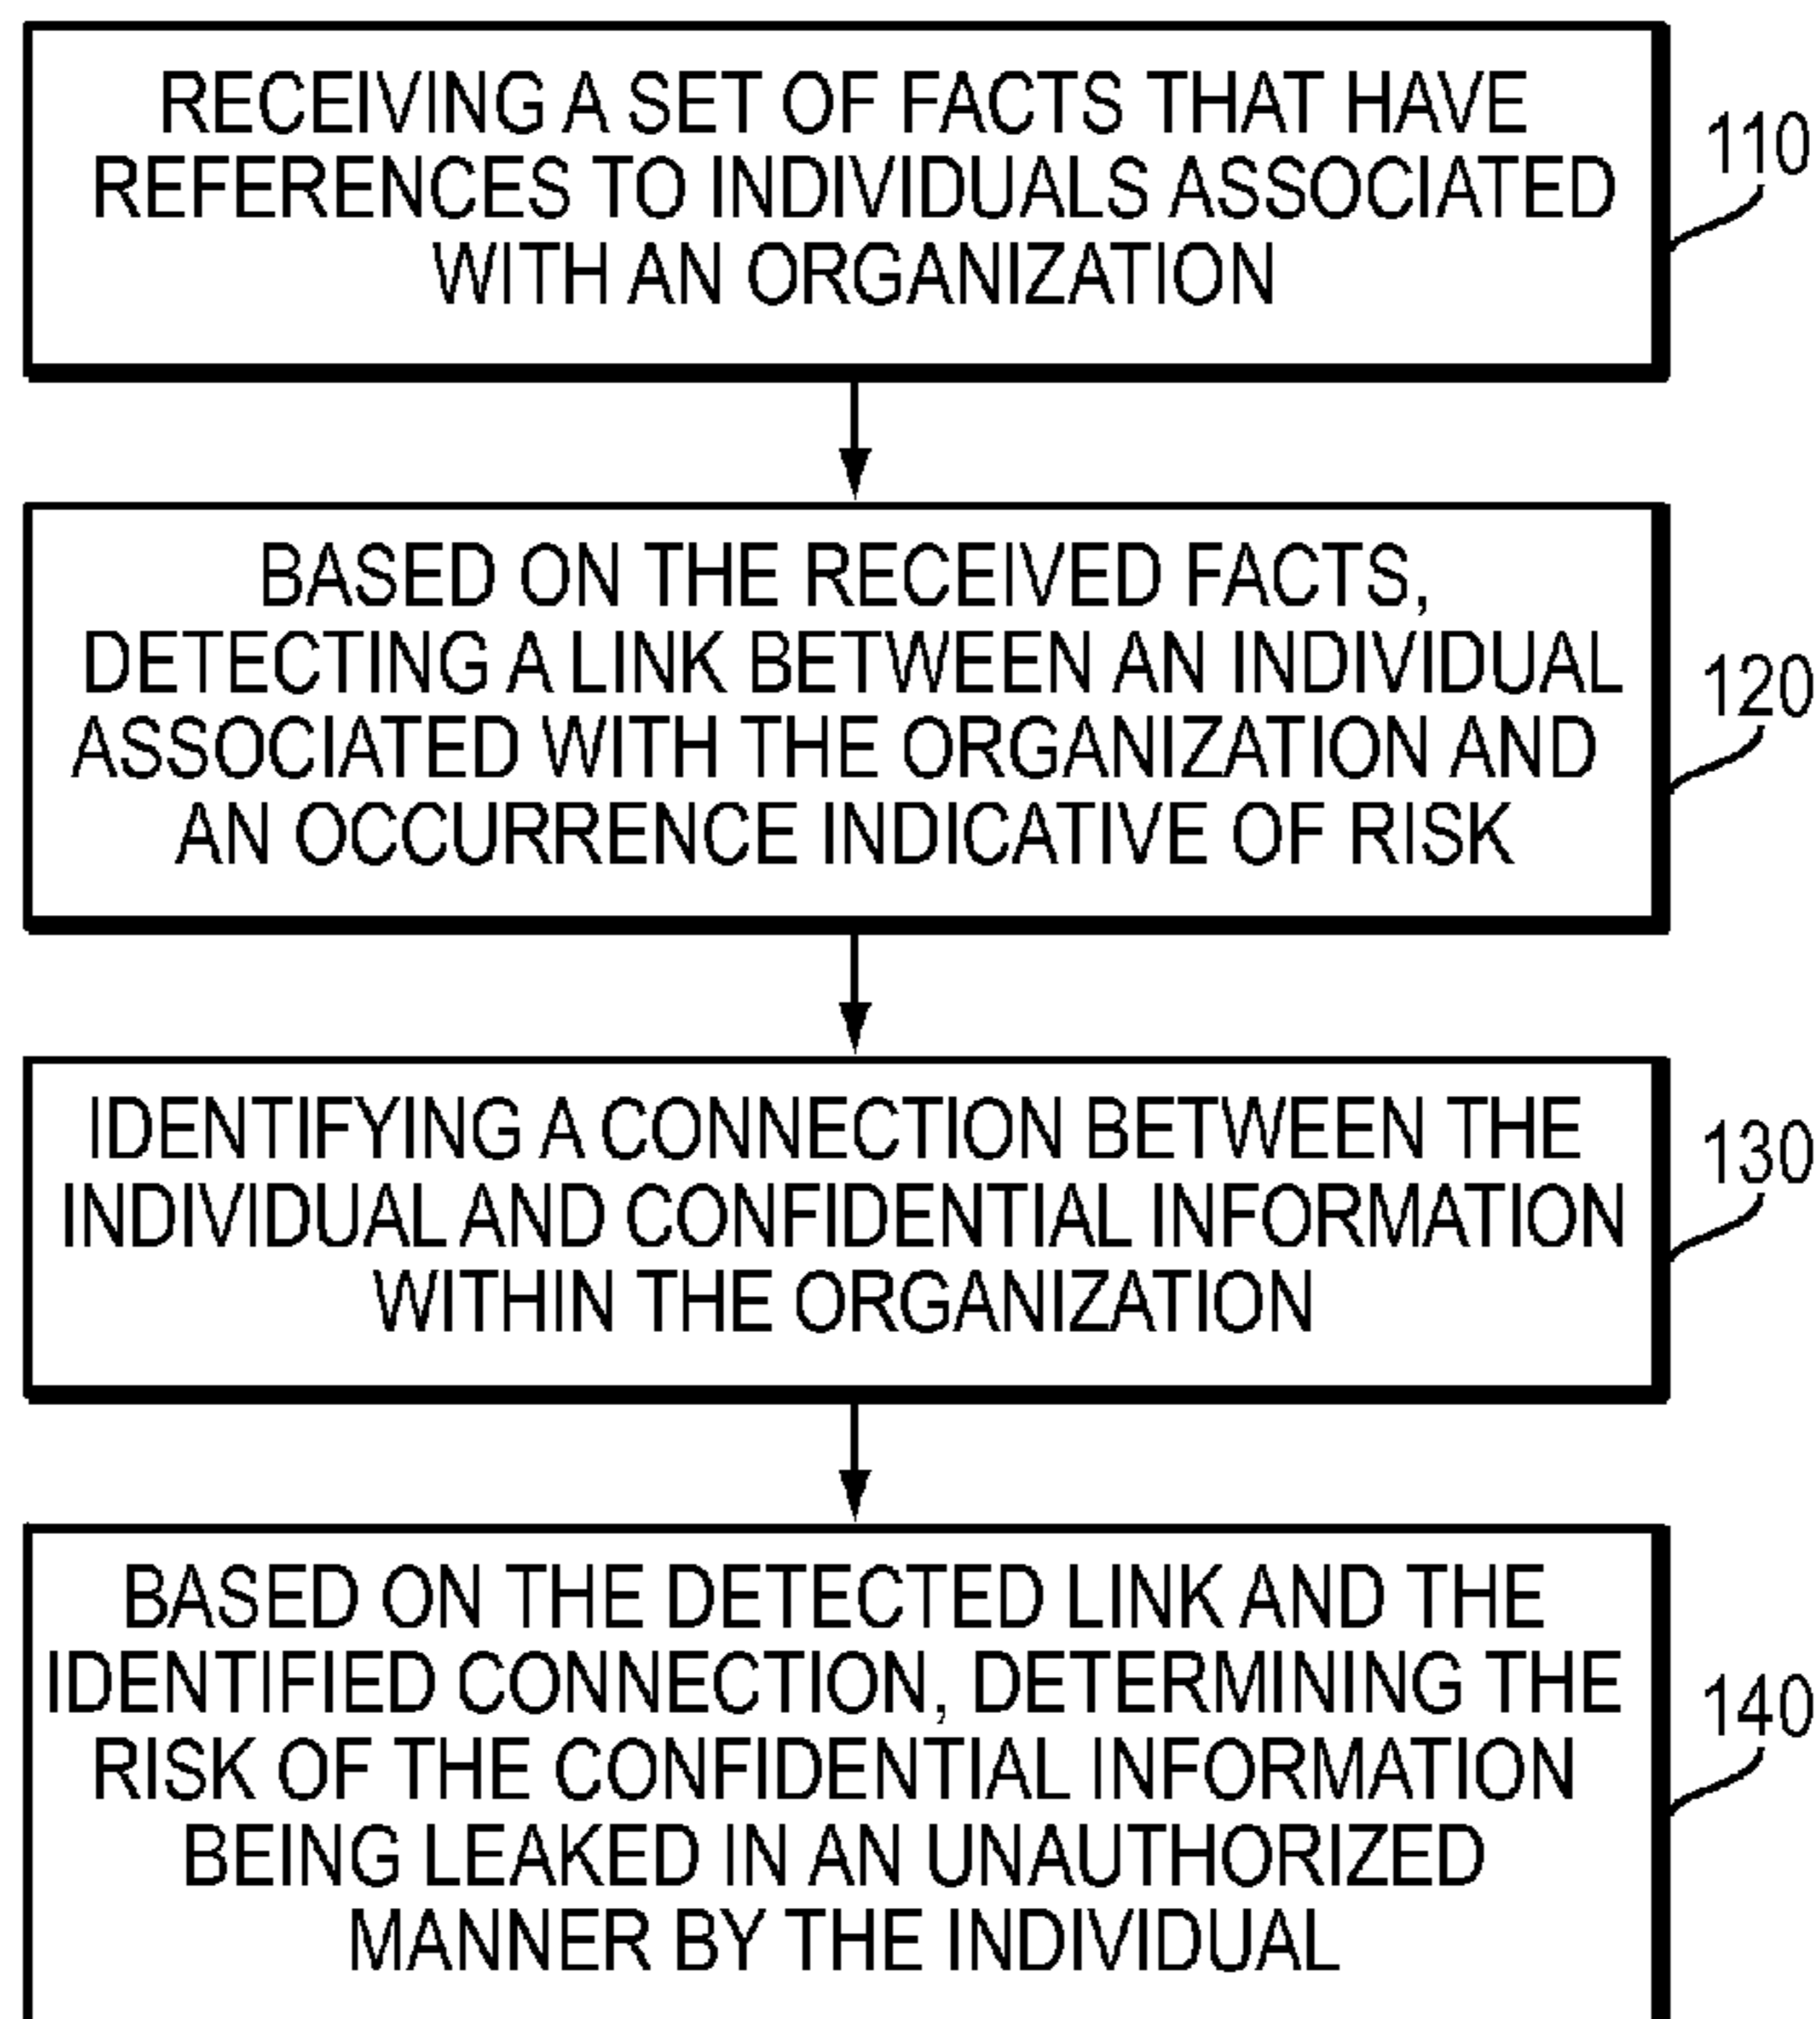 RECEIVING A SET OF FACTS THAT HAVE
REFERENCES TO INDIVIDUALS ASSOCIATED
WITH AN ORGANIZATION
110
BASED ON THE RECEIVED FACTS,
DETECTING A LINK BETWEEN AN INDIVIDUAL
ASSOCIATED WITH THE ORGANIZATION AND
AN OCCURRENCE INDICATIVE OF RISK
120
IDENTIFYING A CONNECTION BETWEEN THE
INDIVIDUAL AND CONFIDENTIAL INFORMATION
WITHIN THE ORGANIZATION
130
BASED ON THE DETECTED LINK AND THE
IDENTIFIED CONNECTION, DETERMINING THE
RISK OF THE CONFIDENTIAL INFORMATION
BEING LEAKED IN AN UNAUTHORIZED
MANNER BY THE INDIVIDUAL
140